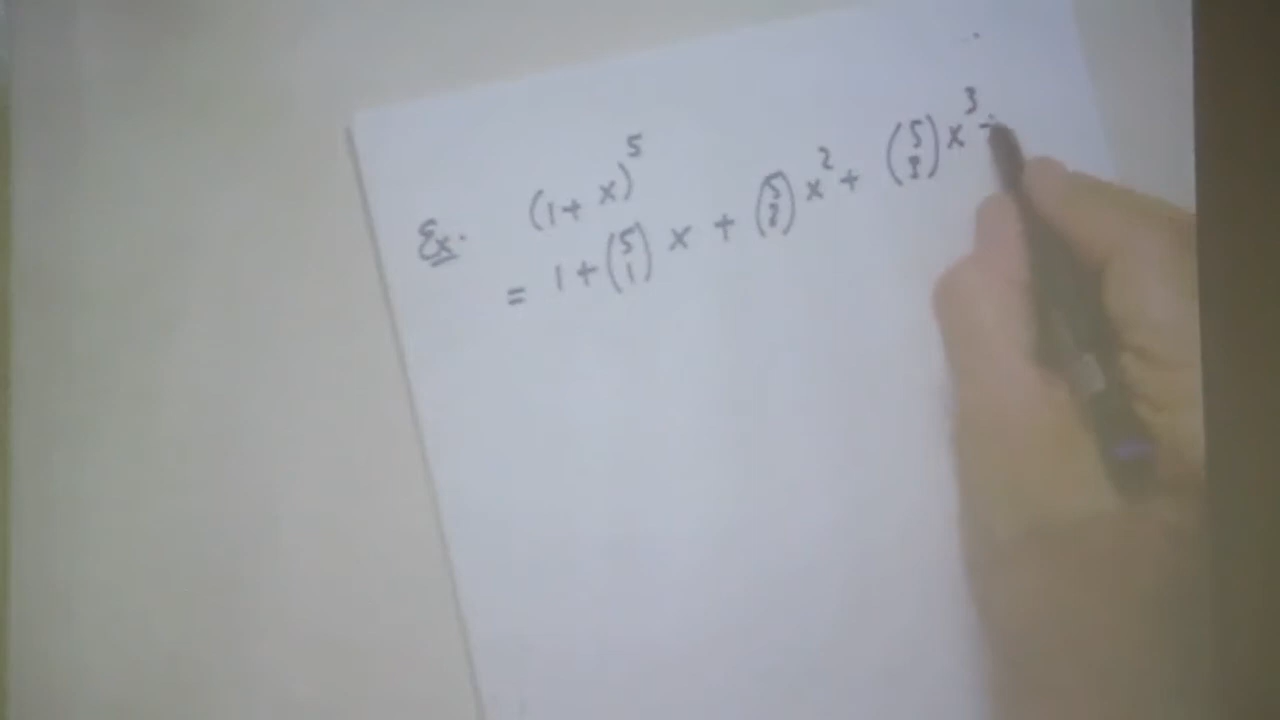 Ex. (1+x)^5
= 1 + (5 1) x + (5 2) x^2 + (5 3) x^3 +